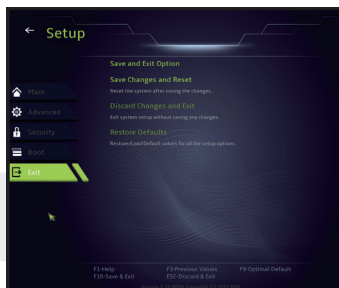 Setup
Save and Exit Option
Save Changes and Reset
Reset the system after saving the changes.
Main
Discard Changes and Exit
Advanced
Exit system setup without saving any changes.
Security
Restore Defaults
Restore/Load Default values for all the setup options.
Boot
Exit
F1-Help F3-Previous Values F9-Optimal Default
F10-Save & Exit ESC-Discard & Exit